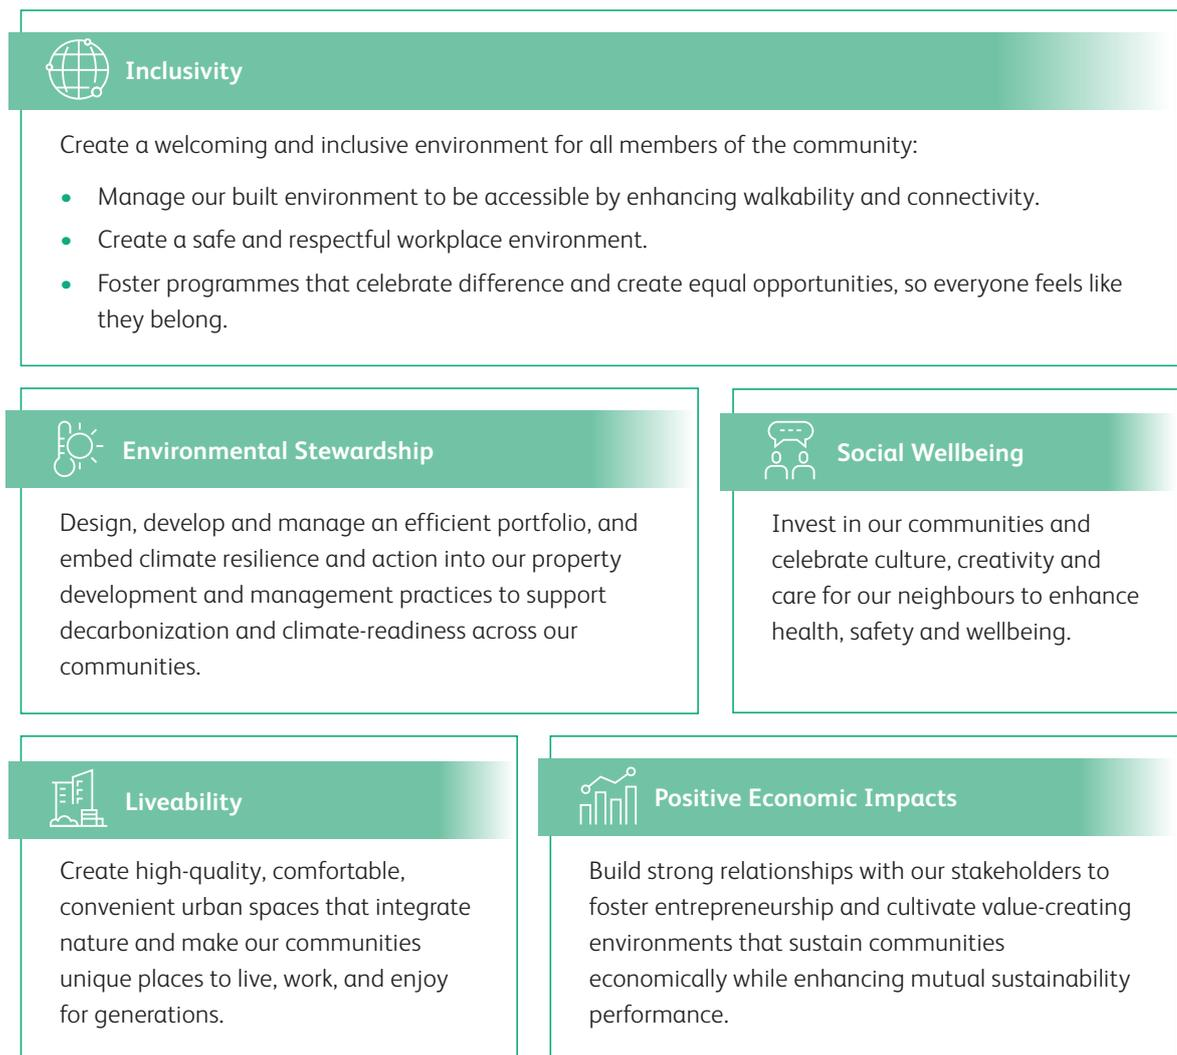 Inclusivity
Create a welcoming and inclusive environment for all members of the community:
• Manage our built environment to be accessible by enhancing walkability and connectivity.
• Create a safe and respectful workplace environment.
• Foster programmes that celebrate difference and create equal opportunities, so everyone feels like
they belong.
Environmental Stewardship
Design, develop and manage an efficient portfolio, and
embed climate resilience and action into our property
development and management practices to support
decarbonization and climate-readiness across our
communities.
Social Wellbeing
Invest in our communities and
celebrate culture, creativity and
care for our neighbours to enhance
health, safety and wellbeing.
Liveability
Create high-quality, comfortable,
convenient urban spaces that integrate
nature and make our communities
unique places to live, work, and enjoy
for generations.
Positive Economic Impacts
Build strong relationships with our stakeholders to
foster entrepreneurship and cultivate value-creating
environments that sustain communities
economically while enhancing mutual sustainability
performance.